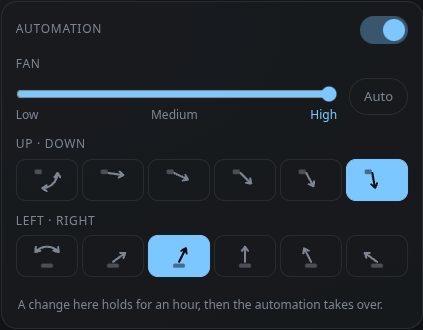 AUTOMATION
FAN
Low Medium High
Auto
UP · DOWN
LEFT · RIGHT
A change here holds for an hour, then the automation takes over.